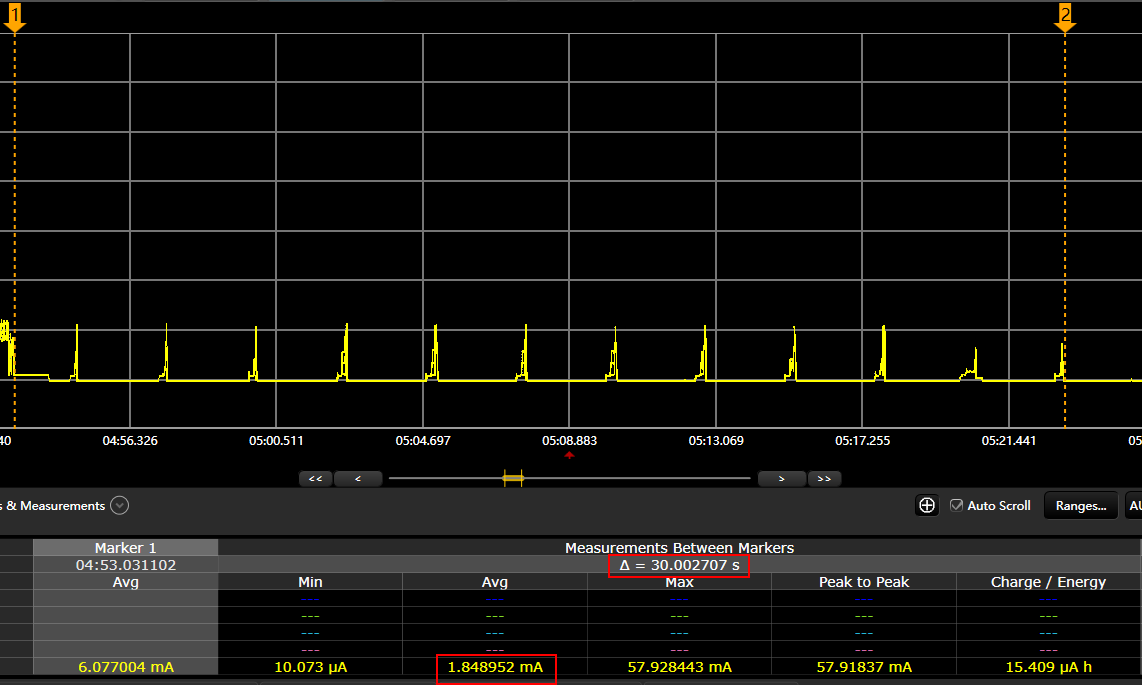 1 2
40 04:56.326 05:00.511 05:04.697 05:08.883 05:13.069 05:17.255 05:21.441 05
<< < > >>
s & Measurements Auto Scroll Ranges... AU
Marker 1 Measurements Between Markers
04:53.031102 Δ = 30.002707 s
Avg Min Avg Max Peak to Peak Charge / Energy
--- --- --- --- ---
--- --- --- --- ---
--- --- --- --- ---
--- --- --- --- ---
6.077004 mA 10.073 µA 1.848952 mA 57.928443 mA 57.91837 mA 15.409 µA h